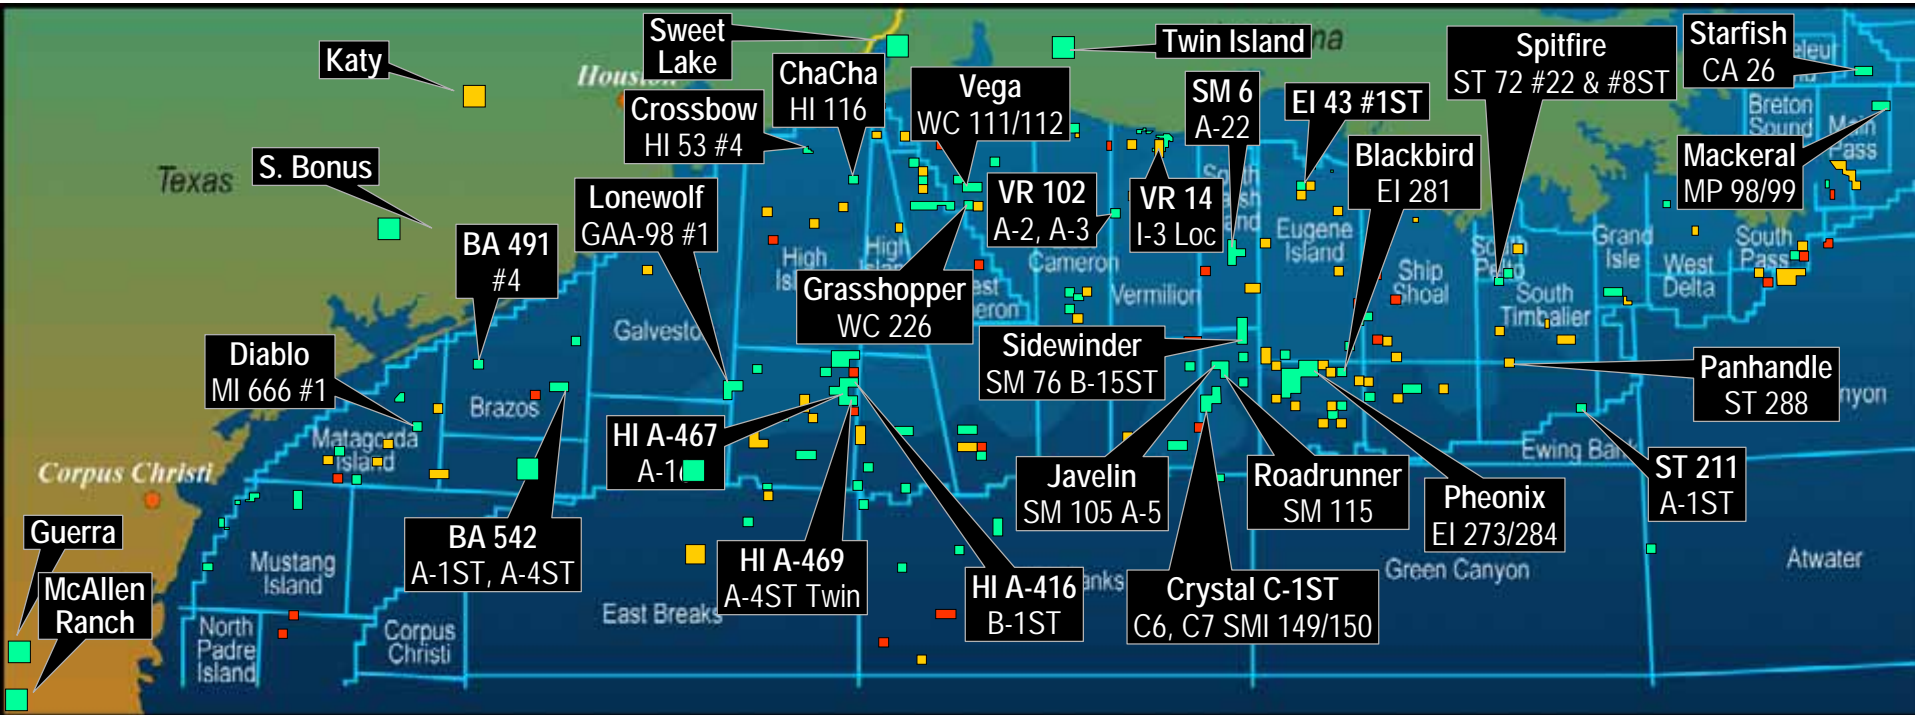 Sweet
Lake
Twin Island
Spitfire
ST 72 #22 & #8ST
Starfish
CA 26
Katy
Houston
ChaCha
HI 116
Vega
WC 111/112
SM 6
A-22
EI 43 #1ST
Crossbow
HI 53 #4
Breton
Sound
Main
Pass
Mackeral
MP 98/99
Texas
S. Bonus
Blackbird
EI 281
Lonewolf
GAA-98 #1
VR 102
A-2, A-3
VR 14
I-3 Loc
BA 491
#4
High
High
Eugene
Island
Ship
Shoal
South
Grand
Isle
West
Delta
South
Pass
Cameron
Vermilion
South
Timbalier
Grasshopper
WC 226
Diablo
MI 666 #1
Sidewinder
SM 76 B-15ST
Panhandle
ST 288
Brazos
Matagorda
Island
HI A-467
Ewing Bank
Corpus Christi
Javelin
SM 105 A-5
Roadrunner
SM 115
Pheonix
EI 273/284
ST 211
A-1ST
Guerra
BA 542
A-1ST, A-4ST
HI A-469
A-4ST Twin
HI A-416
B-1ST
Crystal C-1ST
C6, C7 SMI 149/150
Green Canyon
Atwater
Mustang
Island
McAllen
Ranch
East Breaks
North
Padre
Island
Corpus
Christi